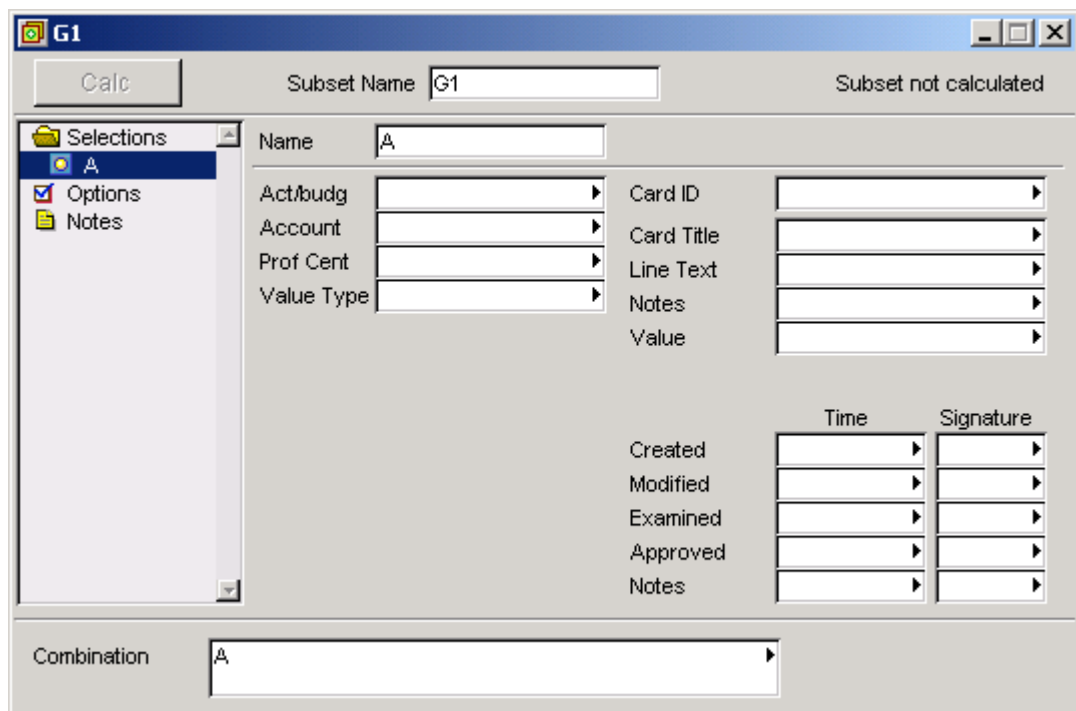 G1
Calc Subset Name G1 Subset not calculated
Selections
A
Options
Notes
Name A
Act/budg
Account
Prof Cent
Value Type
Card ID
Card Title
Line Text
Notes
Value
Time Signature
Created
Modified
Examined
Approved
Notes
Combination A